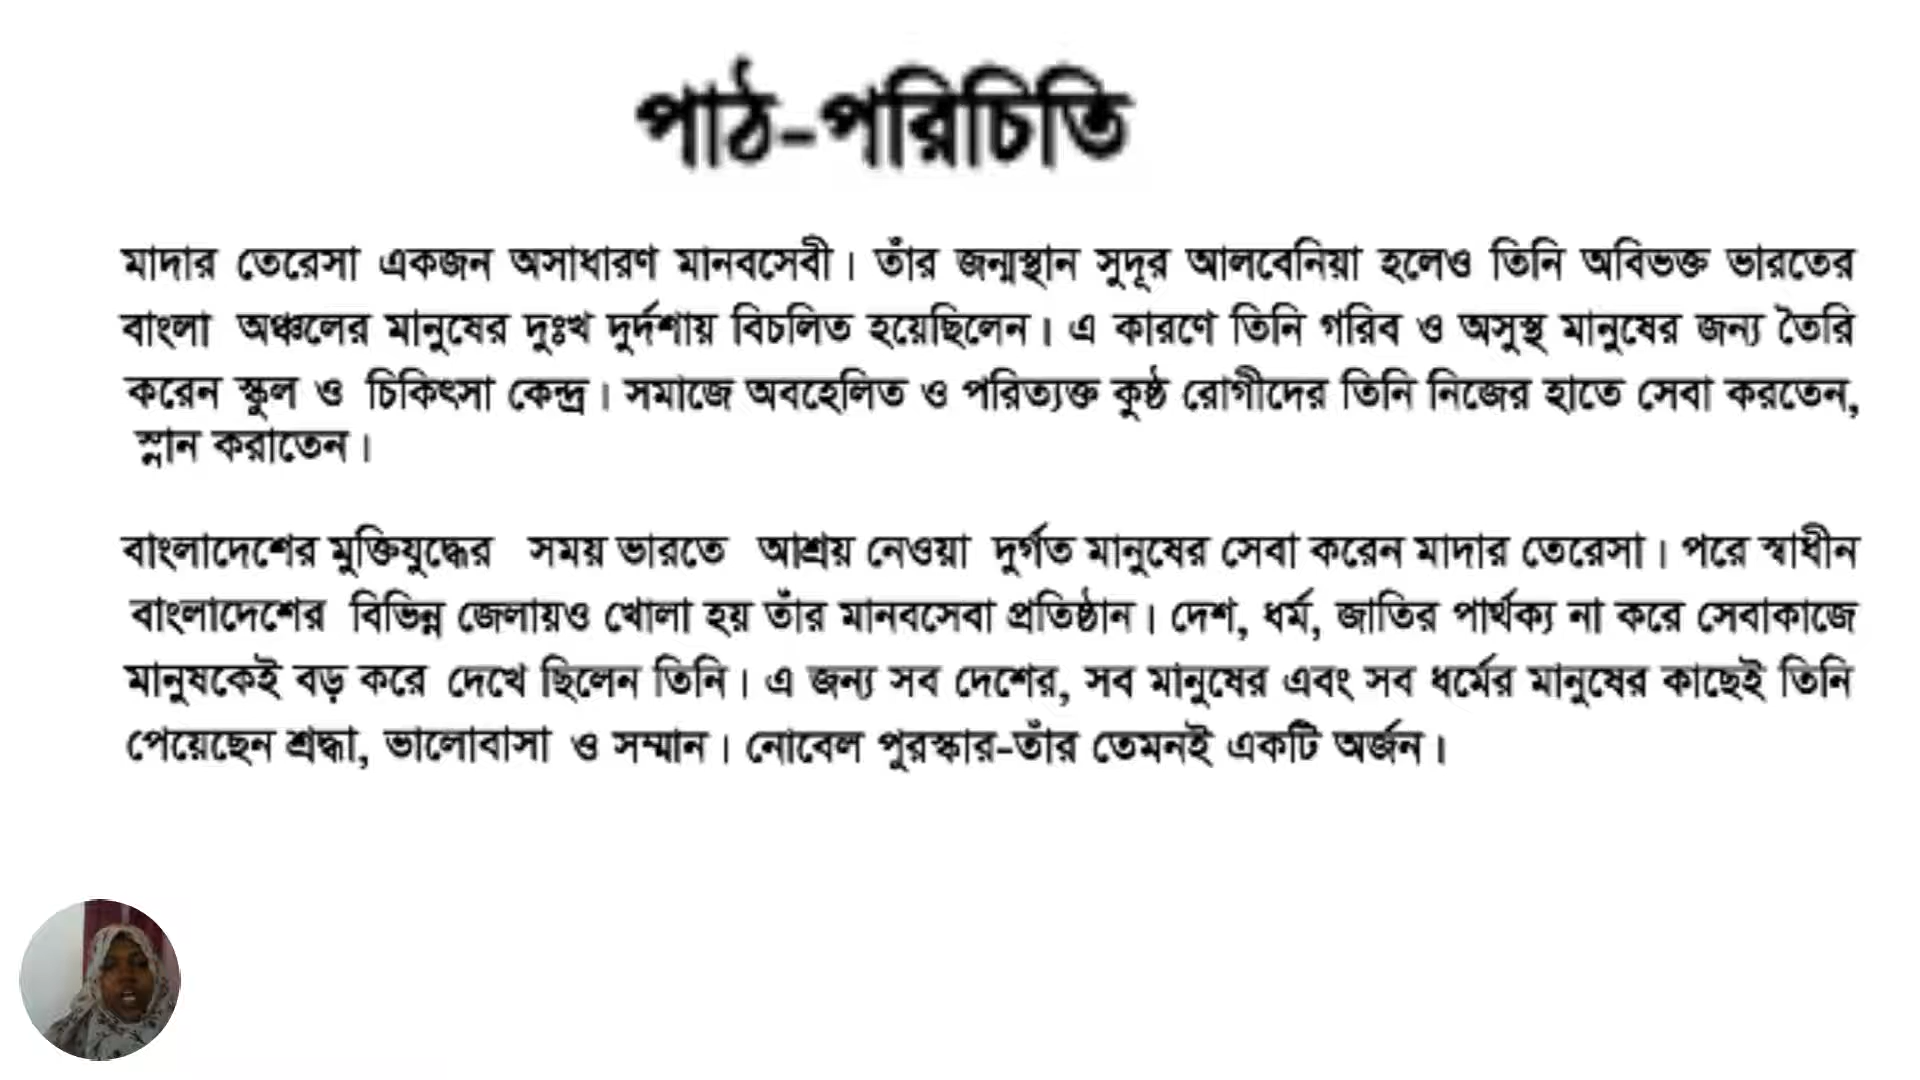 পাঠ-পরিচিতি
মাদার তেরেসা একজন অসাধারণ মানবসেবী। তাঁর জন্মস্থান সুদূর আলবেনিয়া হলেও তিনি অবিভক্ত ভারতের
বাংলা অঞ্চলের মানুষের দুঃখ দুর্দশায় বিচলিত হয়েছিলেন। এ কারণে তিনি গরিব ও অসুস্থ মানুষের জন্য তৈরি
করেন স্কুল ও চিকিৎসা কেন্দ্র। সমাজে অবহেলিত ও পরিত্যক্ত কুষ্ঠ রোগীদের তিনি নিজের হাতে সেবা করতেন,
স্নান করাতেন।
বাংলাদেশের মুক্তিযুদ্ধের সময় ভারতে আশ্রয় নেওয়া দুর্গত মানুষের সেবা করেন মাদার তেরেসা। পরে স্বাধীন
বাংলাদেশের বিভিন্ন জেলায়ও খোলা হয় তাঁর মানবসেবা প্রতিষ্ঠান। দেশ, ধর্ম, জাতির পার্থক্য না করে সেবাকাজে
মানুষকেই বড় করে দেখে ছিলেন তিনি। এ জন্য সব দেশের, সব মানুষের এবং সব ধর্মের মানুষের কাছেই তিনি
পেয়েছেন শ্রদ্ধা, ভালোবাসা ও সম্মান। নোবেল পুরস্কার-তাঁর তেমনই একটি অর্জন।